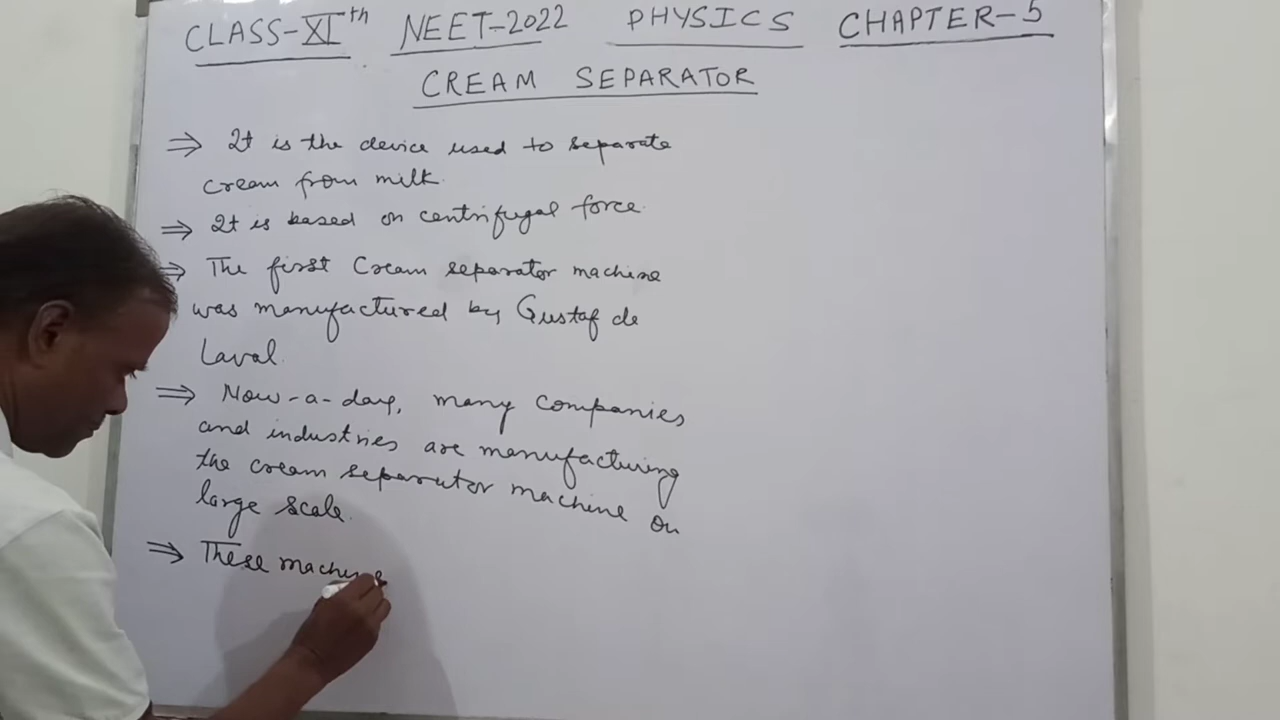 CLASS-XIth NEET-2022 PHYSICS CHAPTER-5
CREAM SEPARATOR
⇒ It is the device used to separate
cream from milk.
⇒ It is based on centrifugal force.
⇒ The first Cream separator machine
was manufactured by Gustaf de
Laval.
⇒ Now-a-day, many companies
and industries are manufacturing
the cream separator machine on
large scale.
⇒ These machine